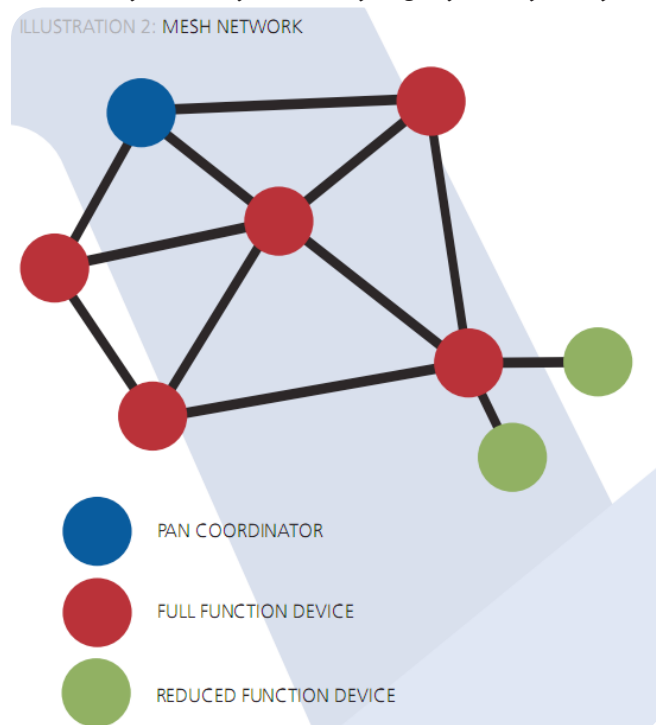 ILLUSTRATION 2: MESH NETWORK
PAN COORDINATOR
FULL FUNCTION DEVICE
REDUCED FUNCTION DEVICE